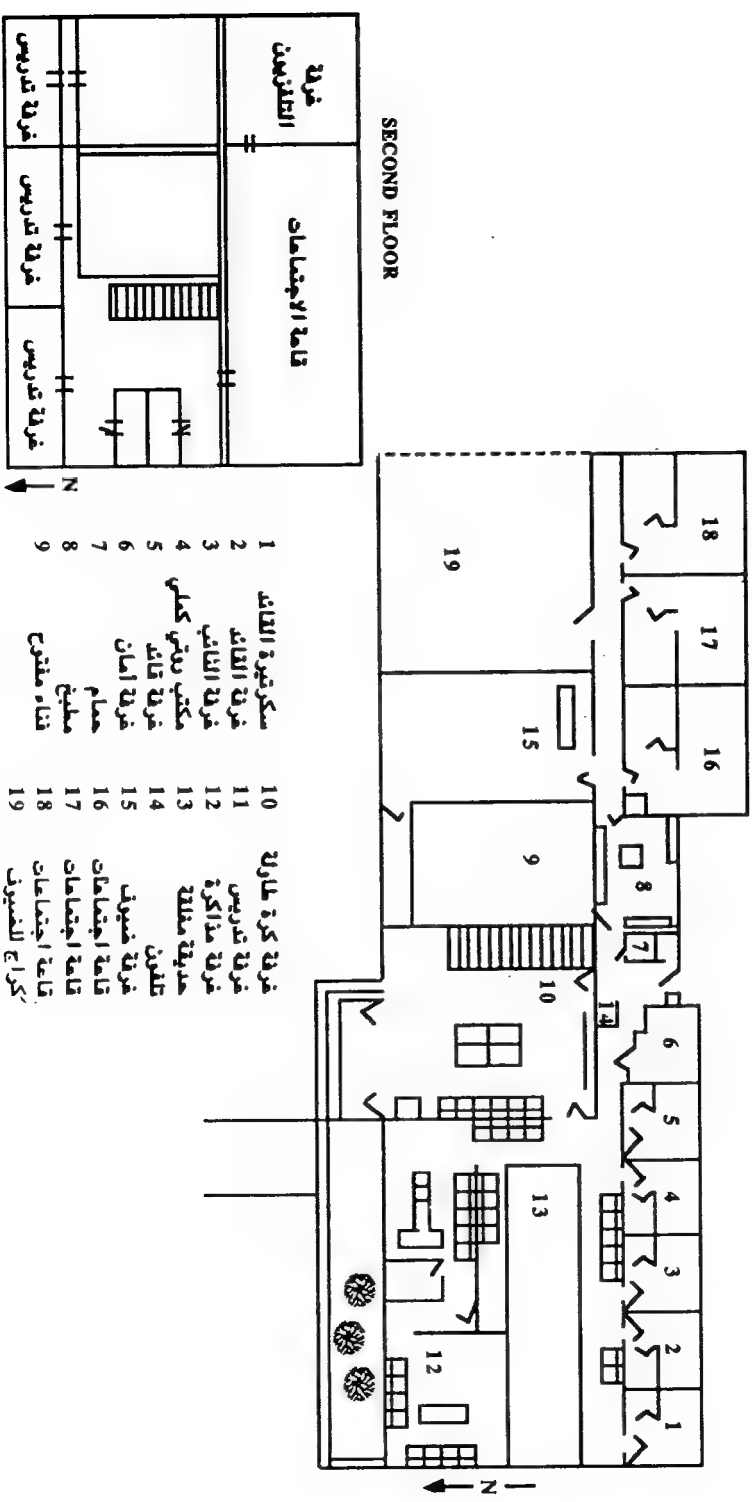 SECOND FLOOR
غرفة التلفزيون
قاعة الاجتماعات
غرفة تدريس
غرفة تدريس
غرفة تدريس
N
18
17
16
8
7
6
5
4
3
2
1
19
15
9
10
14
13
12
N
1 سكرتيرة القائد
2 غرفة القائد
3 غرفة النائب
4 مكتب
5 غرفة قائد
6 غرفة أمان
7 حمام
8 مطبخ
9 فناء مفتوح
10 غرفة كرة طاولة
11 غرفة تدريس
12 غرفة مذاكرة
13 حديقة مغلقة
14 تلفون
15 غرفة ضيوف
16 قاعة اجتماعات
17 قاعة اجتماعات
18 قاعة اجتماعات
19 كراج للضيوف